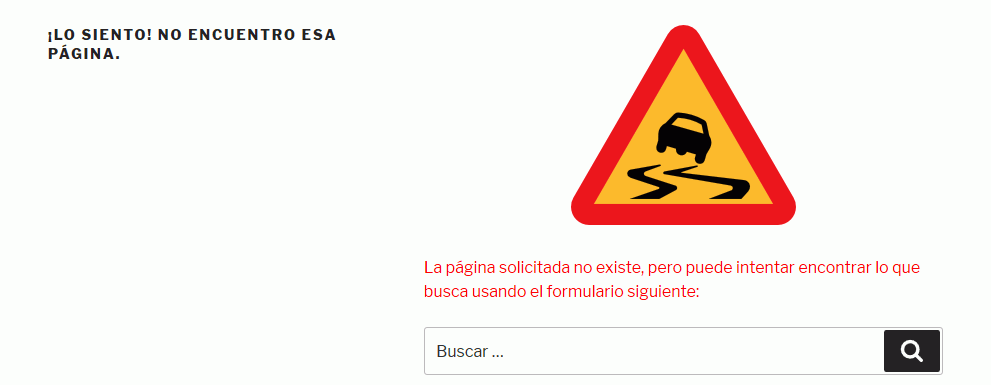 ¡LO SIENTO! NO ENCUENTRO ESA
PÁGINA.
La página solicitada no existe, pero puede intentar encontrar lo que
busca usando el formulario siguiente:
Buscar ...